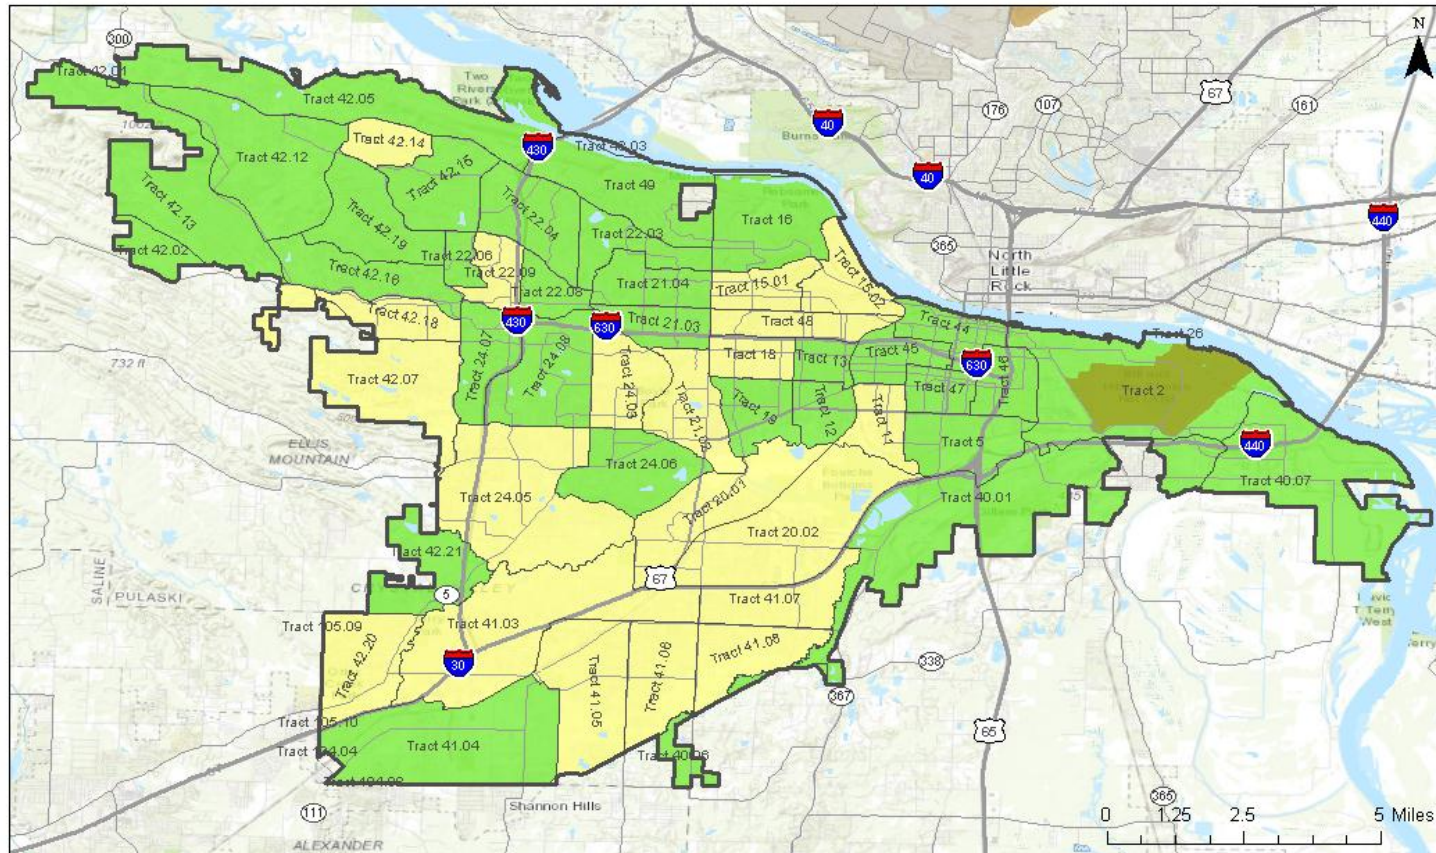 N
300
Tract 42.01
Tract 42.05
Two
Rivers
Park
67
176
107
161
40
430
Tract 42.14
Tract 42.12
Tract 42.16
Tract 49
40
Tract 42.13
Tract 22.04
Tract 16
440
Tract 42.19
Tract 22.03
365
Tract 42.02
Tract 22.06
North
Little
Rock
Tract 22.09
Tract 15.02
Tract 42.16
Tract 22.08
Tract 21.04
Tract 15.01
Tract 42.18
430
630
Tract 21.03
Tract 48
Tract 44
Tract 26
732 ft
Tract 24.07
Tract 24.08
Tract 18
Tract 13
Tract 45
630
Tract 46
Tract 42.07
Tract 24.03
Tract 47
Tract 2
Tract 21.02
Tract 19
Tract 12
Tract 11
ELLIS
MOUNTAIN
Tract 24.06
Tract 5
440
Tract 24.05
Tract 20.01
Tract 40.01
Tract 40.07
Tract 20.02
Tract 42.21
SALINE
PULASKI
67
5
Tract 41.07
Tract 105.09
Tract 41.03
Tract 42.20
30
Tract 41.08
Tract 41.06
338
367
Tract 41.05
Tract 105.10
65
Tract 104.04
Tract 41.04
Tract 40.06
365
Shannon Hills
111
ALEXANDER
0 1.25 2.5 5 Miles